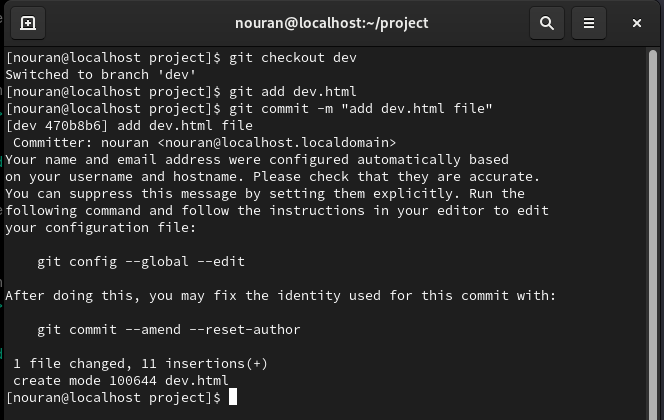 nouran@localhost:~/project
[nouran@localhost project]$ git checkout dev
Switched to branch 'dev'
[nouran@localhost project]$ git add dev.html
[nouran@localhost project]$ git commit -m "add dev.html file"
[dev 470b8b6] add dev.html file
 Committer: nouran <nouran@localhost.localdomain>
Your name and email address were configured automatically based
on your username and hostname. Please check that they are accurate.
You can suppress this message by setting them explicitly. Run the
following command and follow the instructions in your editor to edit
your configuration file:

    git config --global --edit

After doing this, you may fix the identity used for this commit with:

    git commit --amend --reset-author

 1 file changed, 11 insertions(+)
 create mode 100644 dev.html
[nouran@localhost project]$